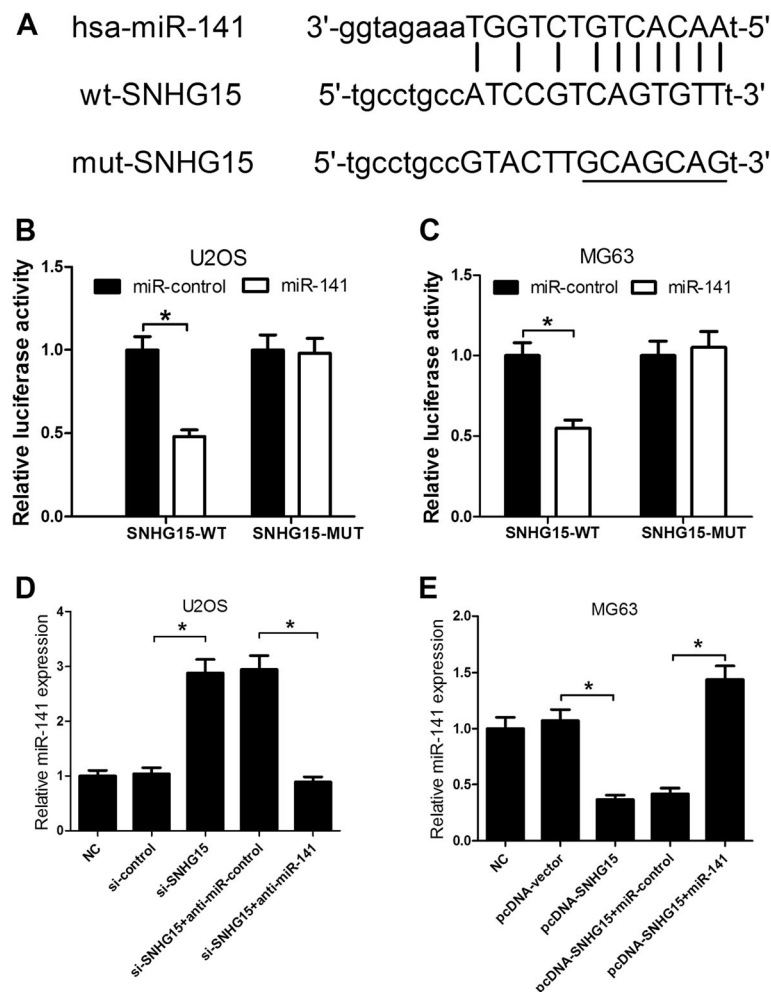 A
hsa-miR-141 3'-ggtagaaaTGGTCTGTCACAAt-5'
wt-SNHG15 5'-tgcctgccATCCGTCAGTGTTt-3'
mut-SNHG15 5'-tgcctgccGTACTTGCAGCAGt-3'
B
U2OS
miR-control miR-141
Relative luciferase activity
1.5
1.0
0.5
0.0
*
SNHG15-WT SNHG15-MUT
C
MG63
miR-control miR-141
Relative luciferase activity
1.5
1.0
0.5
0.0
*
SNHG15-WT SNHG15-MUT
D
U2OS
Relative miR-141 expression
4
3
2
1
0
* *
NC
si-control
si-SNHG15
si-SNHG15+anti-miR-control
si-SNHG15+anti-miR-141
E
MG63
Relative miR-141 expression
2.0
1.5
1.0
0.5
0.0
* *
NC
pcDNA-vector
pcDNA-SNHG15
pcDNA-SNHG15+miR-control
pcDNA-SNHG15+miR-141